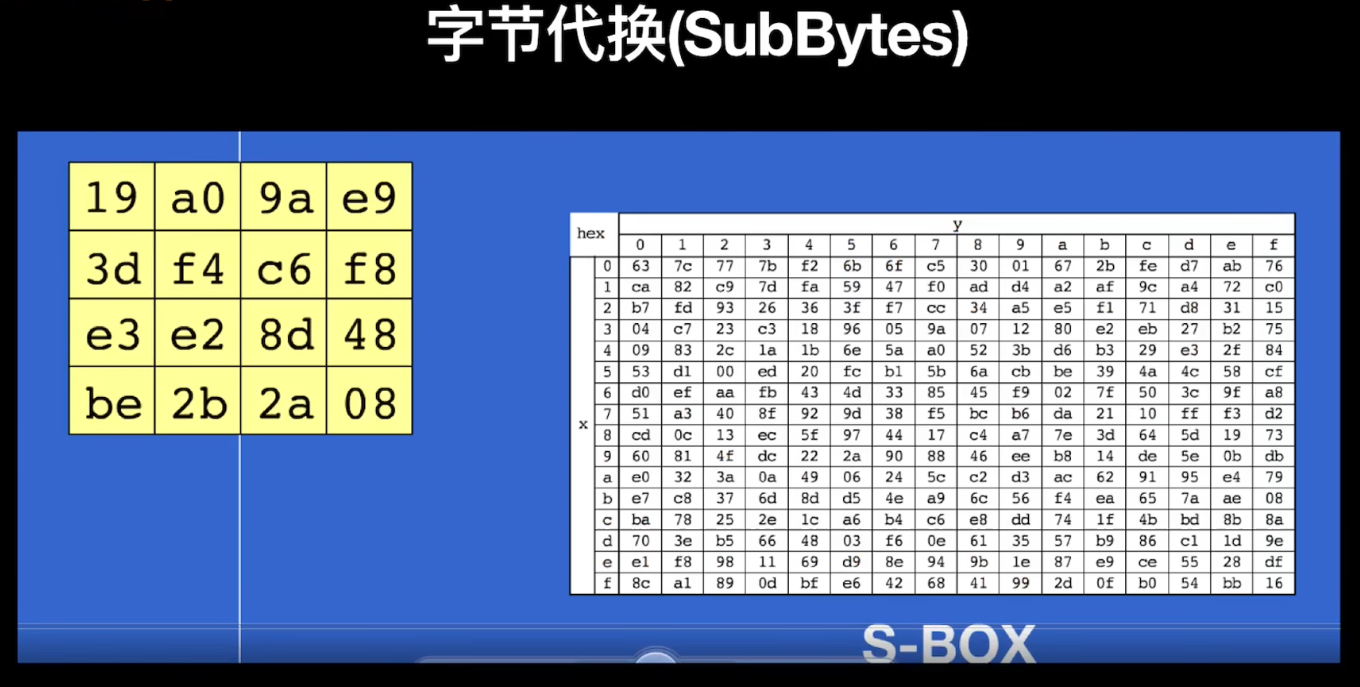 字节代换(SubBytes)
19 a0 9a e9
3d f4 c6 f8
e3 e2 8d 48
be 2b 2a 08
hex y
0 1 2 3 4 5 6 7 8 9 a b c d e f
0 63 7c 77 7b f2 6b 6f c5 30 01 67 2b fe d7 ab 76
1 ca 82 c9 7d fa 59 47 f0 ad d4 a2 af 9c a4 72 c0
2 b7 fd 93 26 36 3f f7 cc 34 a5 e5 f1 71 d8 31 15
3 04 c7 23 c3 18 96 05 9a 07 12 80 e2 eb 27 b2 75
4 09 83 2c 1a 1b 6e 5a a0 52 3b d6 b3 29 e3 2f 84
5 53 d1 00 ed 20 fc b1 5b 6a cb be 39 4a 4c 58 cf
6 d0 ef aa fb 43 4d 33 85 45 f9 02 7f 50 3c 9f a8
7 51 a3 40 8f 92 9d 38 f5 bc b6 da 21 10 ff f3 d2
x
8 cd 0c 13 ec 5f 97 44 17 c4 a7 7e 3d 64 5d 19 73
9 60 81 4f dc 22 2a 90 88 46 ee b8 14 de 5e 0b db
a e0 32 3a 0a 49 06 24 5c c2 d3 ac 62 91 95 e4 79
b e7 c8 37 6d 8d d5 4e a9 6c 56 f4 ea 65 7a ae 08
c ba 78 25 2e 1c a6 b4 c6 e8 dd 74 1f 4b bd 8b 8a
d 70 3e b5 66 48 03 f6 0e 61 35 57 b9 86 c1 1d 9e
e e1 f8 98 11 69 d9 8e 94 9b 1e 87 e9 ce 55 28 df
f 8c a1 89 0d bf e6 42 68 41 99 2d 0f b0 54 bb 16
S-BOX